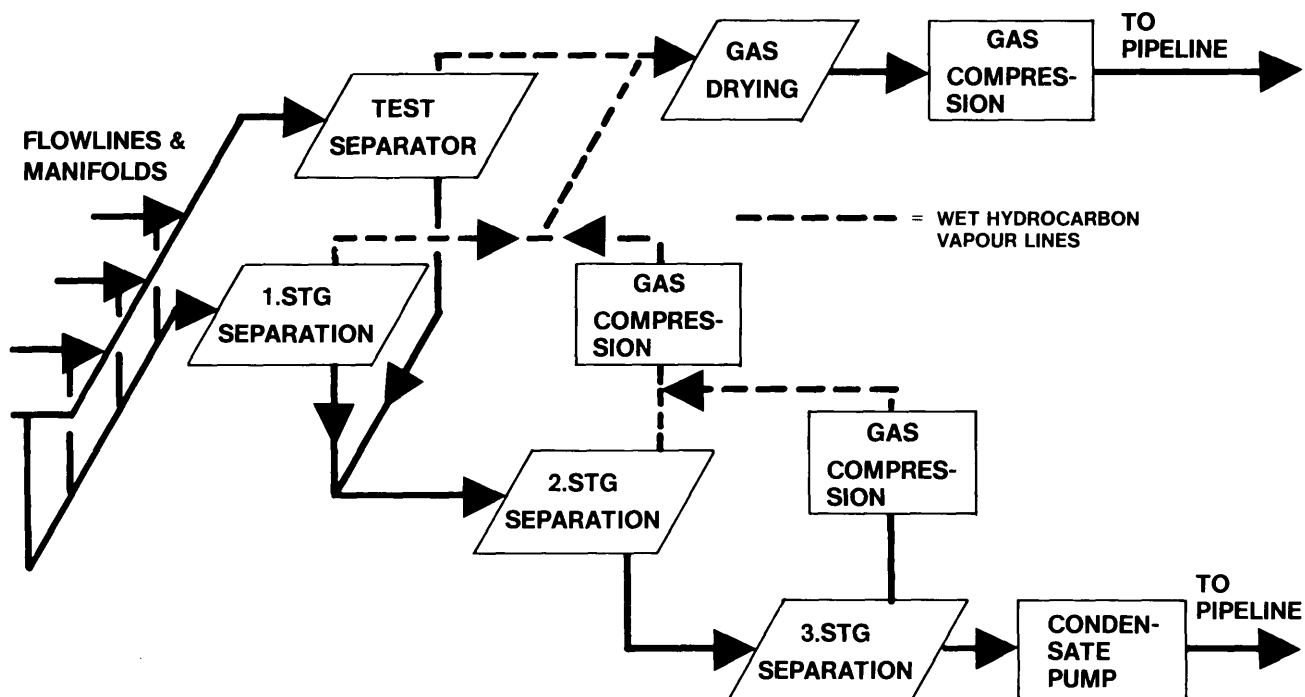 TO
PIPELINE
GAS
DRYING
GAS
COMPRES-
SION
TEST
SEPARATOR
FLOWLINES &
MANIFOLDS
= WET HYDROCARBON
VAPOUR LINES
1.STG
SEPARATION
GAS
COMPRES-
SION
GAS
COMPRES-
SION
2.STG
SEPARATION
TO
PIPELINE
3.STG
SEPARATION
CONDEN-
SATE
PUMP